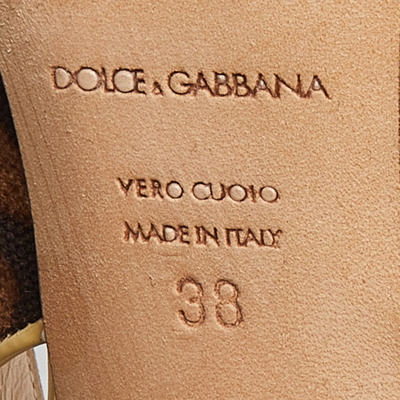 DOLCE & GABBANA
VERO CUOIO
MADE IN ITALY
38